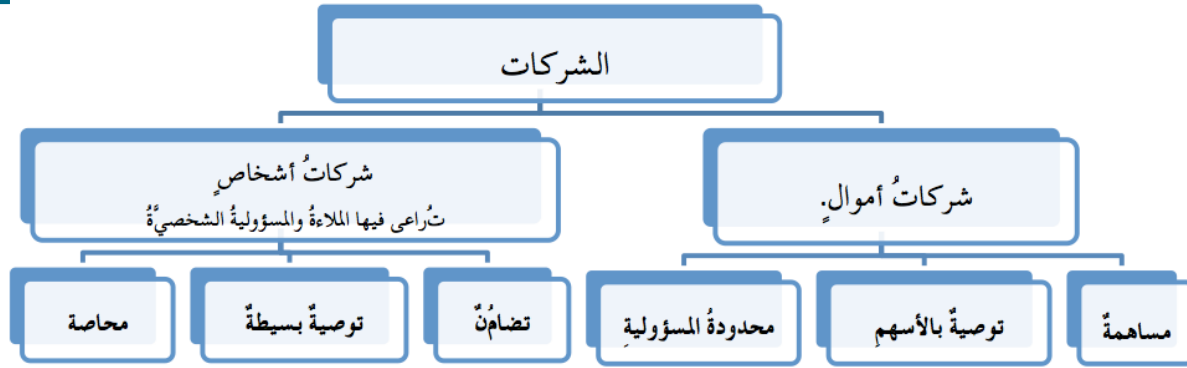 الشركات
شركاتُ أموالٍ.
شركاتُ أشخاصٍ
تُراعى فيها الملاءةُ والمسؤوليةُ الشخصيَّةُ
مساهمةٌ
توصيةٌ بالأسهمِ
محدودةُ المسؤوليةِ
تضامُنٌ
توصيةٌ بسيطةٌ
محاصة